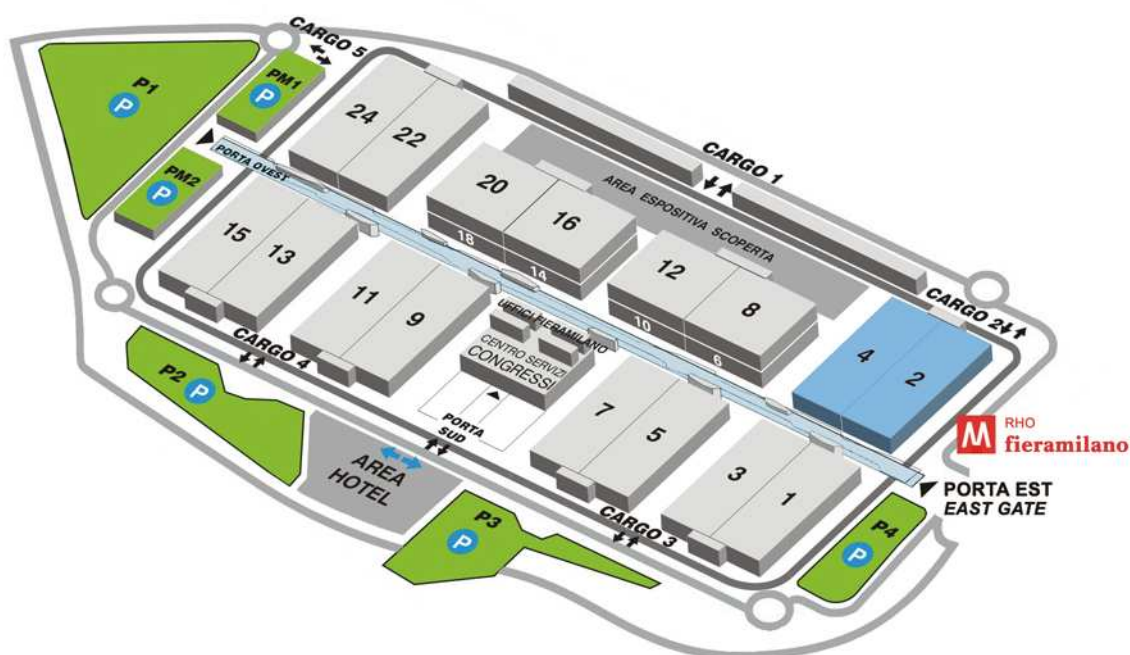 CARGO 5
P1
P
PM1
P
PM2
P
PORTA OVEST
24
22
CARGO 1
AREA ESPOSITIVA SCOPERTA
20
16
18
14
15
13
12
8
10
6
11
9
UFFICI FIERAMILANO
CENTRO SERVIZI
CONGRESSI
CARGO 2
4
2
CARGO 4
P2
P
PORTA
SUD
7
5
3
1
M
RHO
fieramilano
PORTA EST
EAST GATE
AREA
HOTEL
P3
P
CARGO 3
P4
P